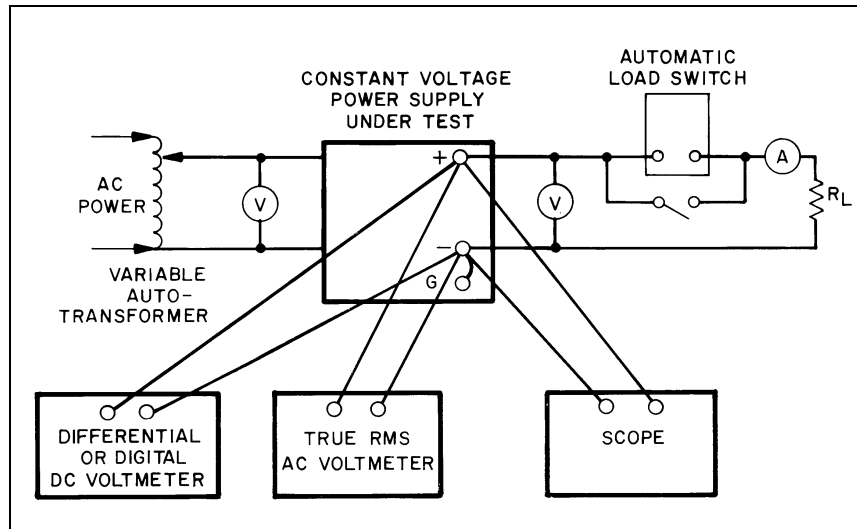 CONSTANT VOLTAGE
POWER SUPPLY
UNDER TEST
AUTOMATIC
LOAD SWITCH
AC
POWER
V
+
−
G
V
A
RL
VARIABLE
AUTO-
TRANSFORMER
DIFFERENTIAL
OR DIGITAL
DC VOLTMETER
TRUE RMS
AC VOLTMETER
SCOPE